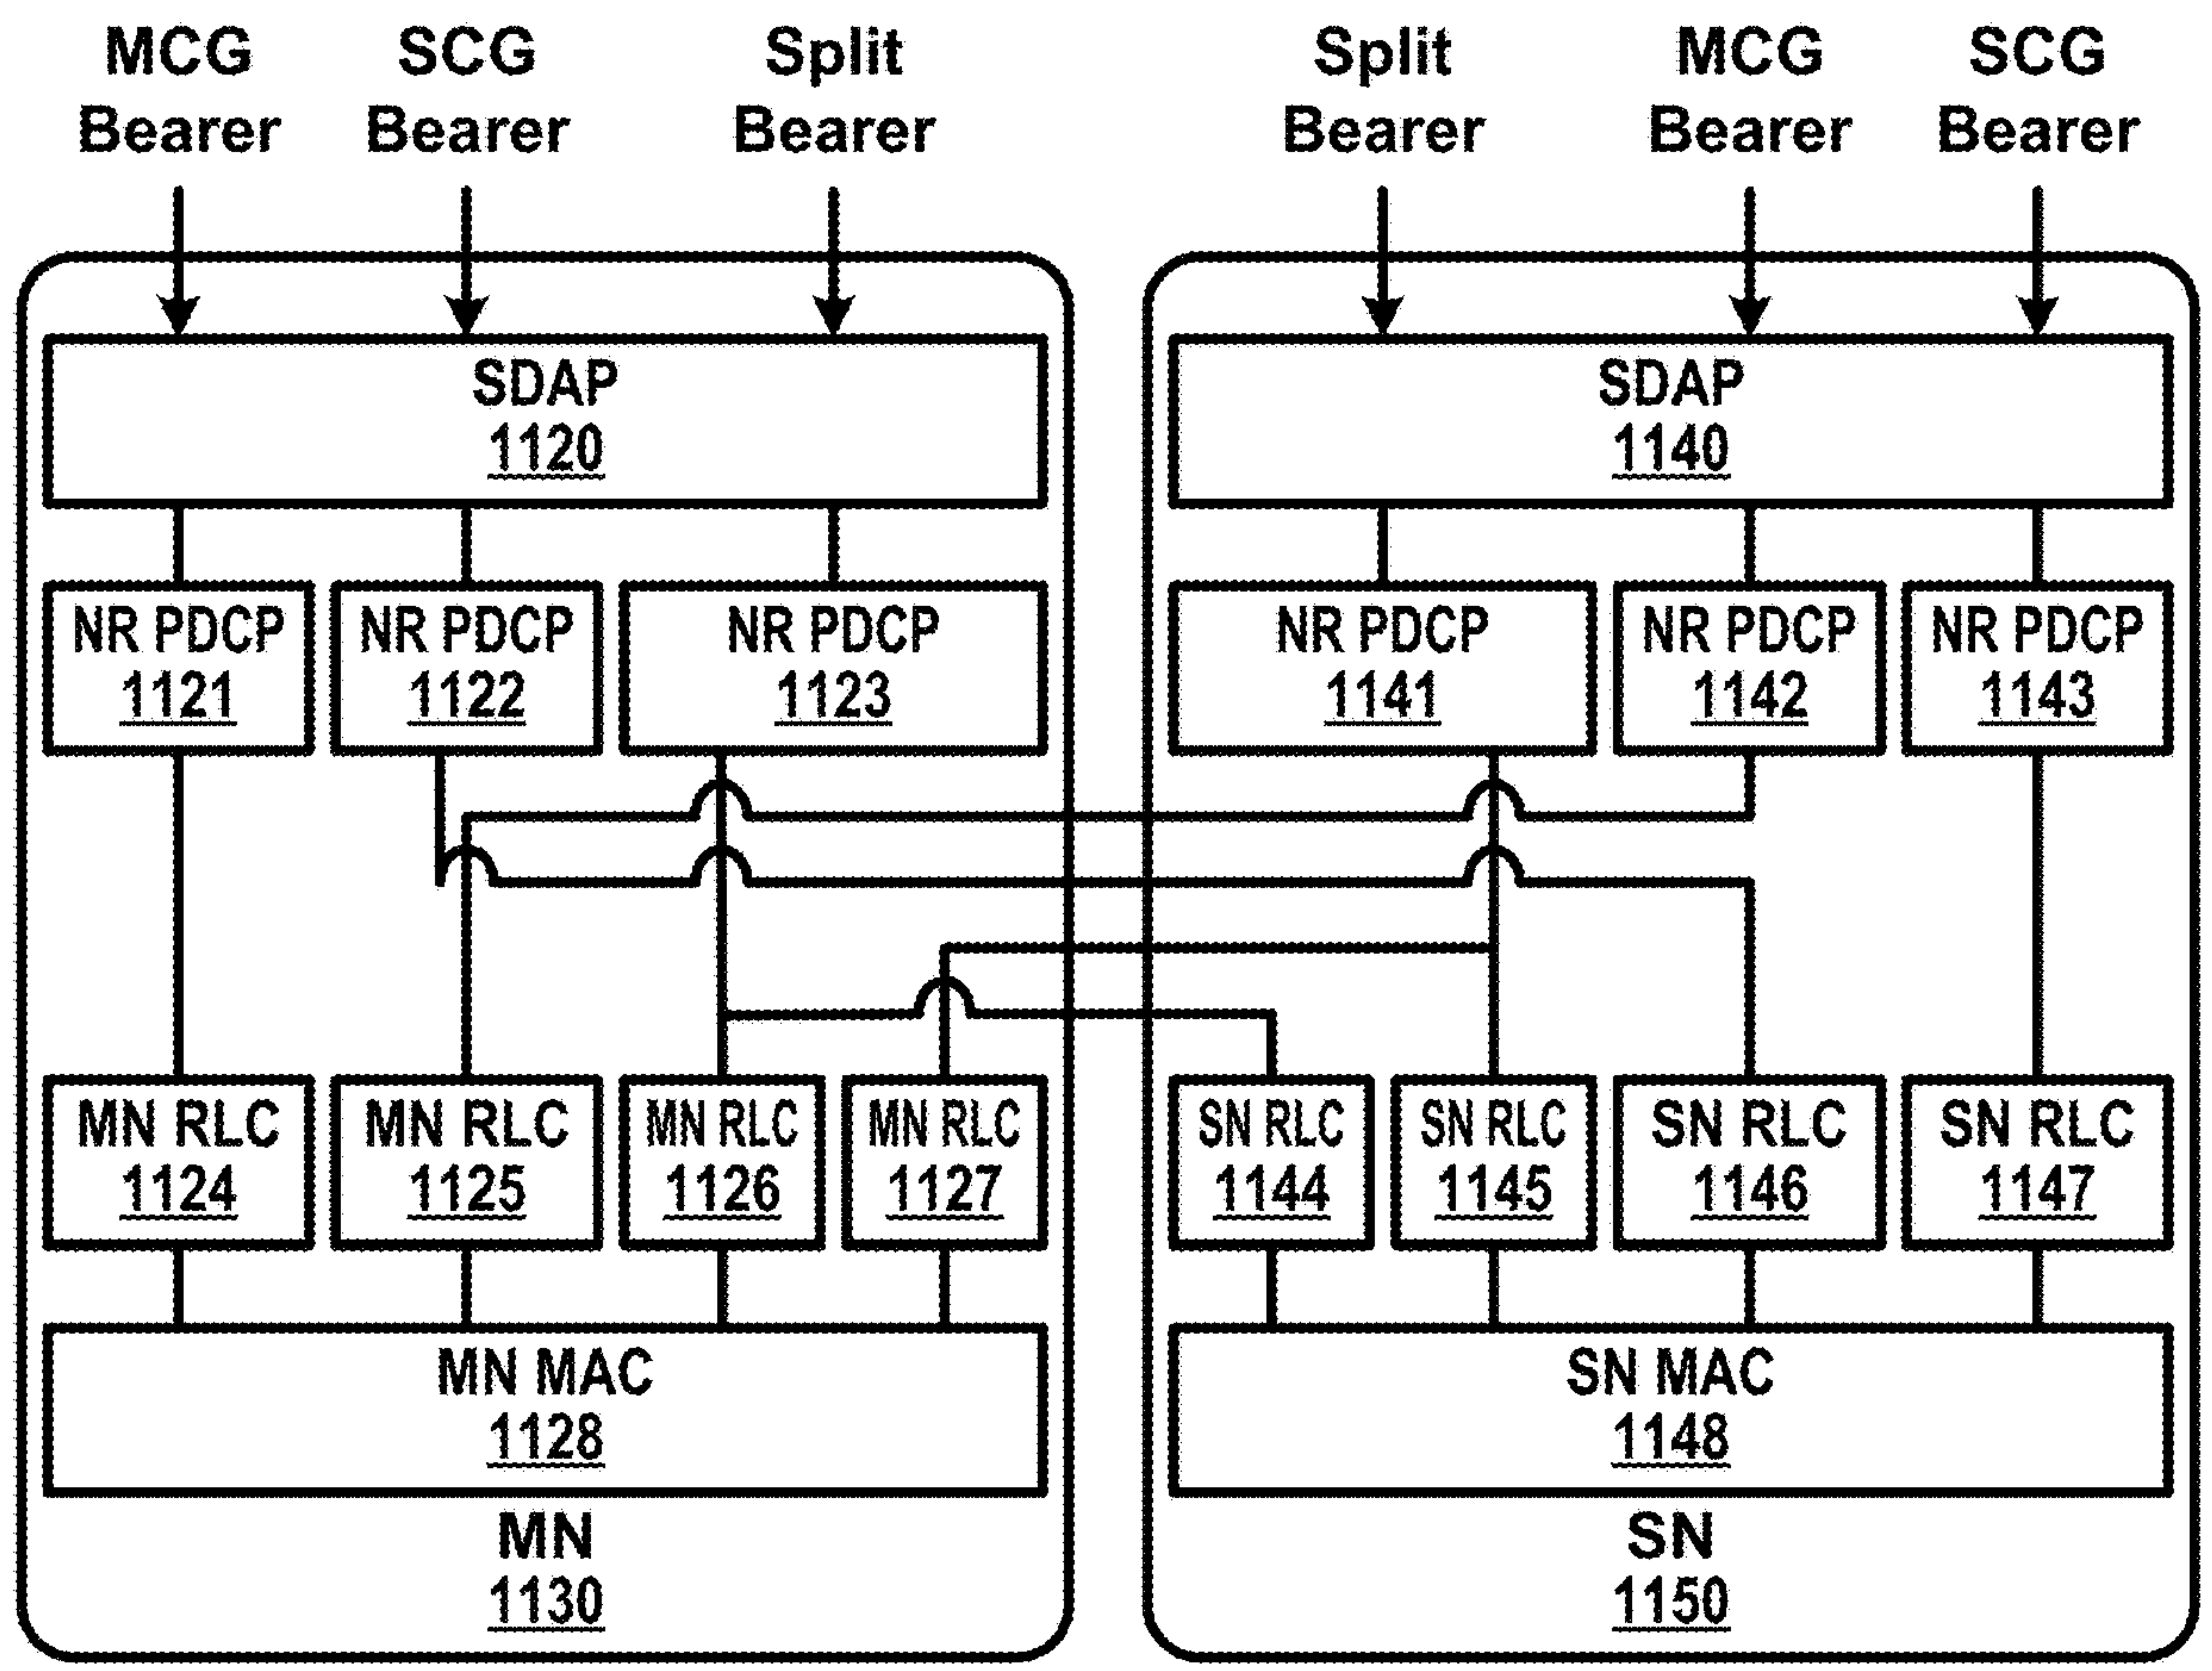 MCG Bearer
SCG Bearer
Split Bearer
Split Bearer
MCG Bearer
SCG Bearer
SDAP
1120
SDAP
1140
NR PDCP
1121
NR PDCP
1122
NR PDCP
1123
NR PDCP
1141
NR PDCP
1142
NR PDCP
1143
MN RLC
1124
MN RLC
1125
MN RLC
1126
MN RLC
1127
SN RLC
1144
SN RLC
1145
SN RLC
1146
SN RLC
1147
MN MAC
1128
SN MAC
1148
MN
1130
SN
1150